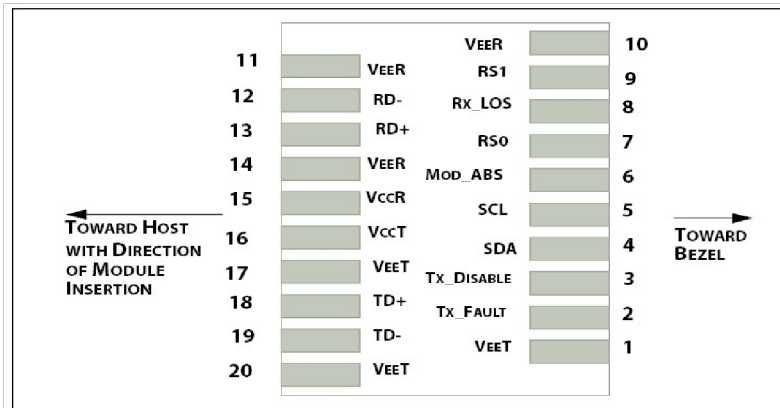 11 VEER
12 RD-
13 RD+
14 VEER
15 VCCR
16 VCCT
17 VEET
18 TD+
19 TD-
20 VEET
VEER 10
RS1 9
RX_LOS 8
RS0 7
MOD_ABS 6
SCL 5
SDA 4
TX_DISABLE 3
TX_FAULT 2
VEET 1
TOWARD HOST
WITH DIRECTION
OF MODULE
INSERTION
TOWARD
BEZEL